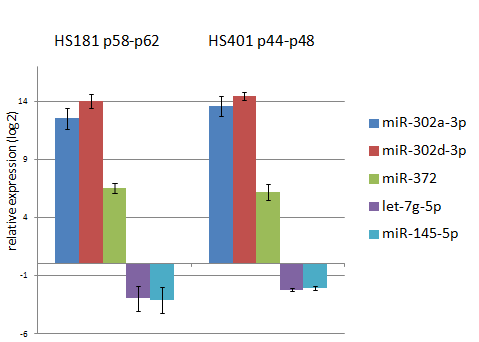 HS181 p58-p62 HS401 p44-p48
relative expression (log2)
14
9
4
-1
-6
miR-302a-3p
miR-302d-3p
miR-372
let-7g-5p
miR-145-5p